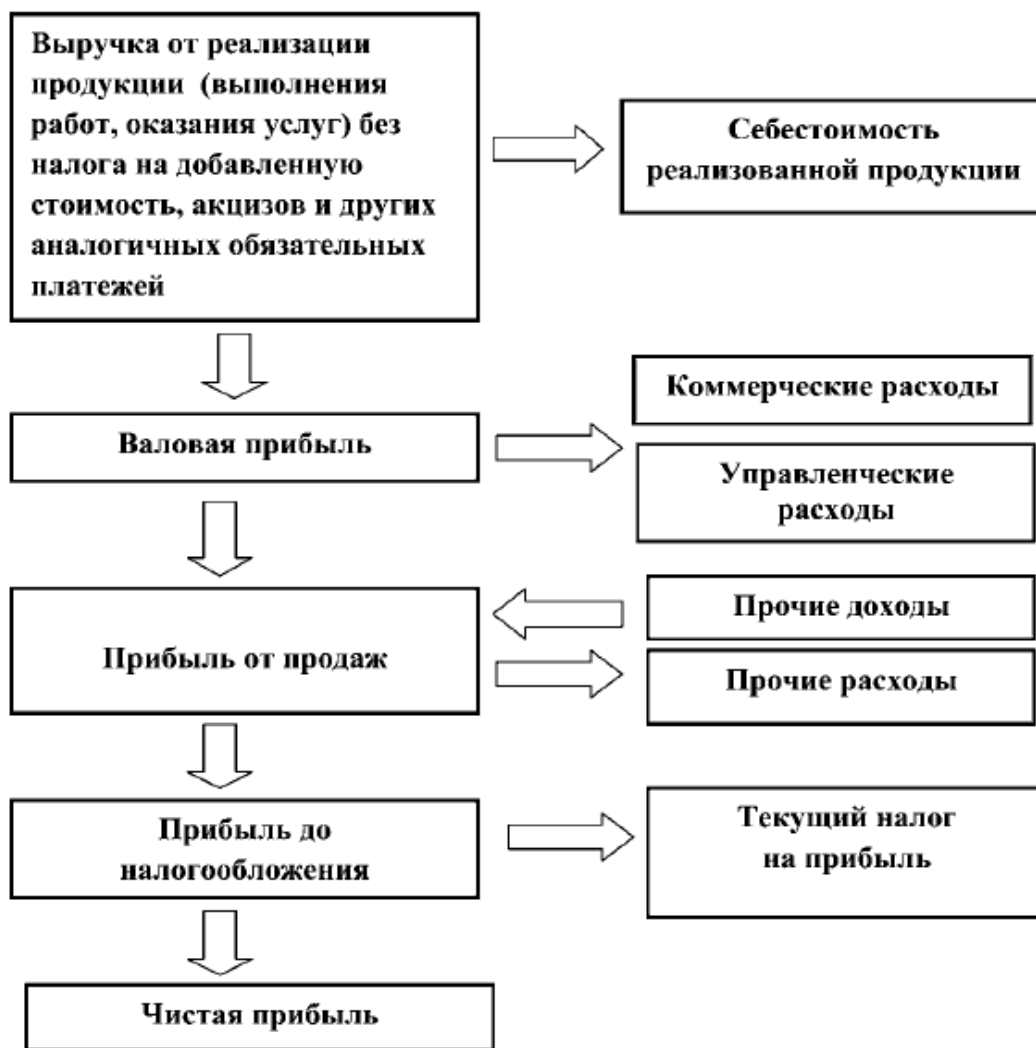 Выручка от реализации
продукции (выполнения
работ, оказания услуг) без
налога на добавленную
стоимость, акцизов и других
аналогичных обязательных
платежей
Себестоимость
реализованной продукции
Валовая прибыль
Коммерческие расходы
Управленческие
расходы
Прибыль от продаж
Прочие доходы
Прочие расходы
Прибыль до
налогообложения
Текущий налог
на прибыль
Чистая прибыль